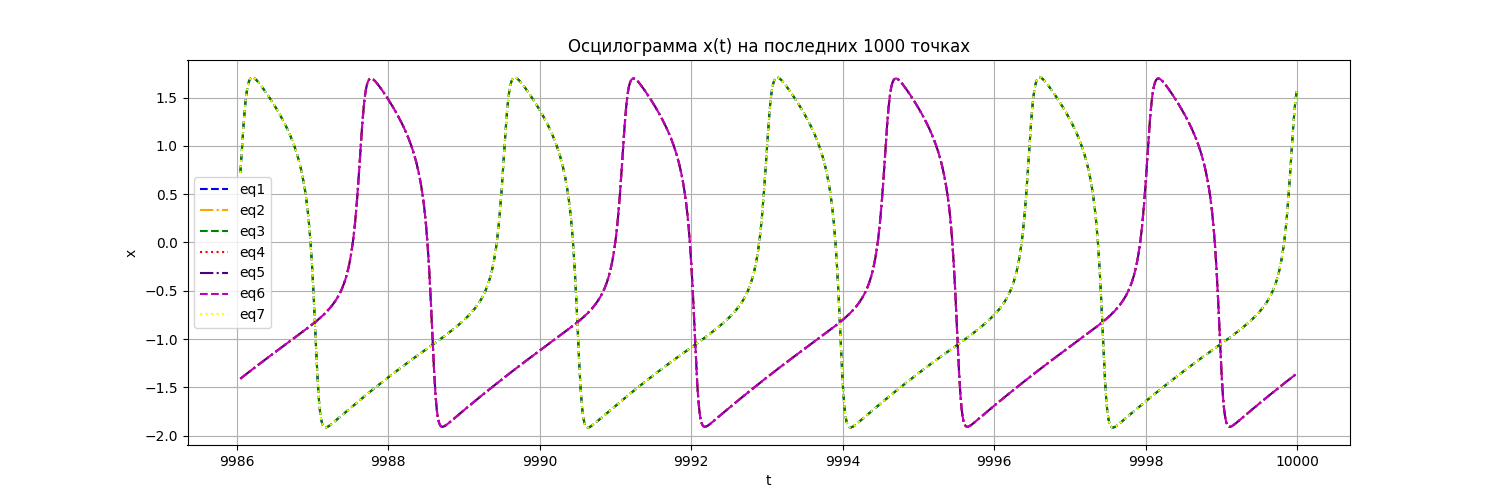 Осцилограмма x(t) на последних 1000 точках
x
1.5
1.0
0.5
0.0
−0.5
−1.0
−1.5
−2.0
eq1
eq2
eq3
eq4
eq5
eq6
eq7
9986
9988
9990
9992
9994
9996
9998
10000
t